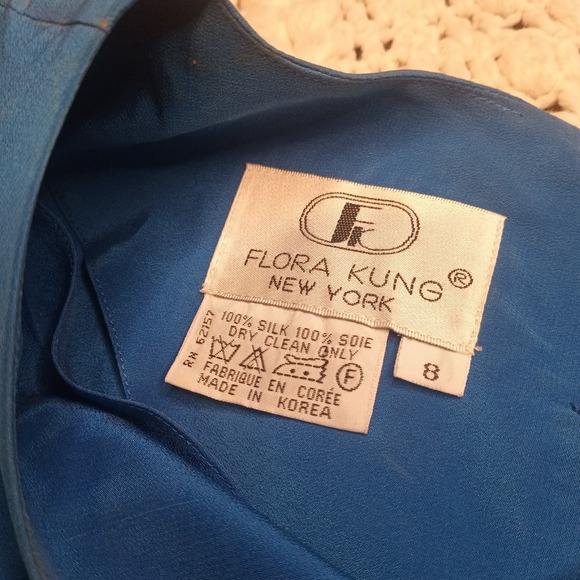 FK
FLORA KUNG®
NEW YORK
8
RN 62157
100% SILK 100% SOIE
DRY CLEAN ONLY
F
FABRIQUE EN CORÉE
MADE IN KOREA